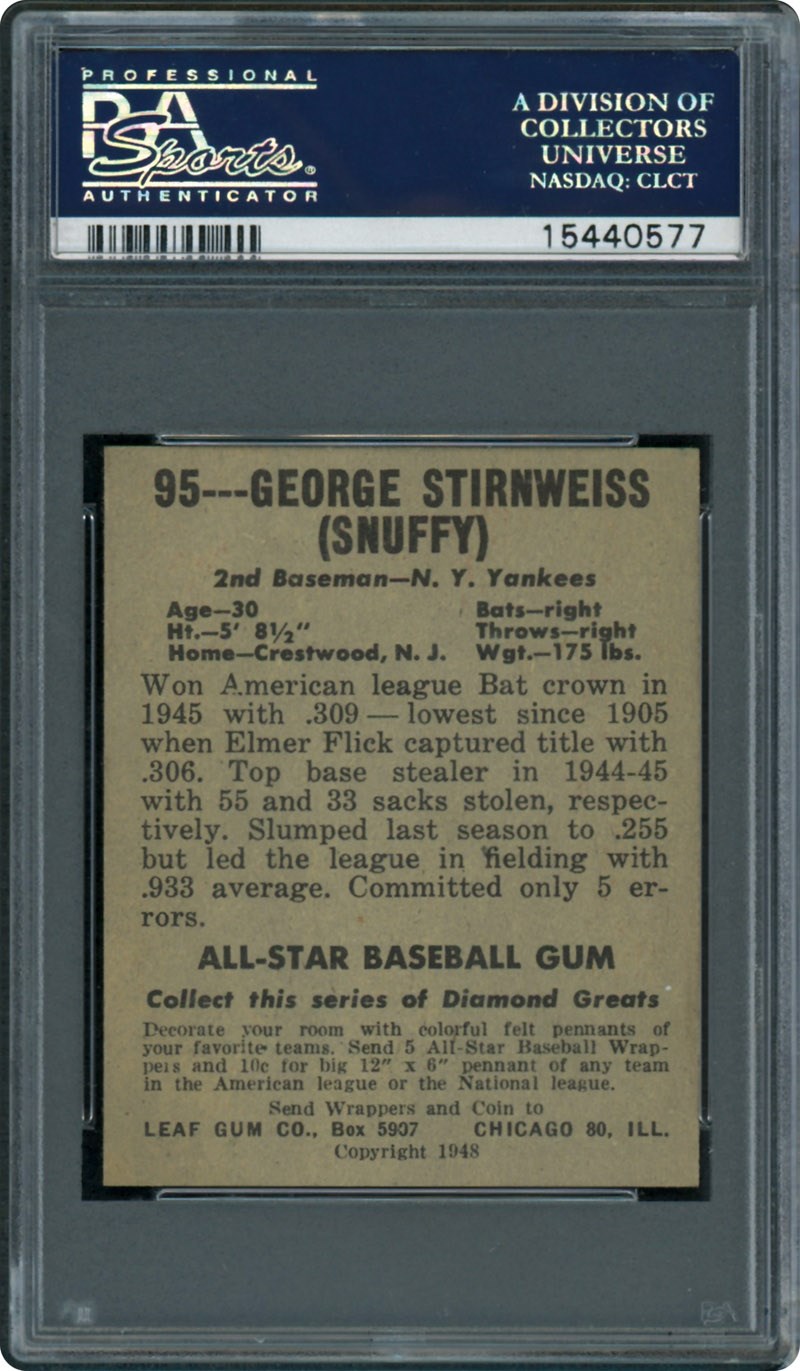 PROFESSIONAL
PSA
Sports®
AUTHENTICATOR
A DIVISION OF
COLLECTORS
UNIVERSE
NASDAQ: CLCT
15440577
95---GEORGE STIRNWEISS
(SNUFFY)
2nd Baseman—N. Y. Yankees
Age—30 Bats—right
Ht.—5' 8½" Throws—right
Home—Crestwood, N. J. Wgt.—175 lbs.
Won American league Bat crown in
1945 with .309 — lowest since 1905
when Elmer Flick captured title with
.306. Top base stealer in 1944-45
with 55 and 33 sacks stolen, respec-
tively. Slumped last season to .255
but led the league in fielding with
.933 average. Committed only 5 er-
rors.
ALL-STAR BASEBALL GUM
Collect this series of Diamond Greats
Decorate your room with colorful felt pennants of
your favorite teams. Send 5 All-Star Baseball Wrap-
pers and 10c for big 12" x 6" pennant of any team
in the American league or the National league.
Send Wrappers and Coin to
LEAF GUM CO., Box 5907 CHICAGO 80, ILL.
Copyright 1948
PSA